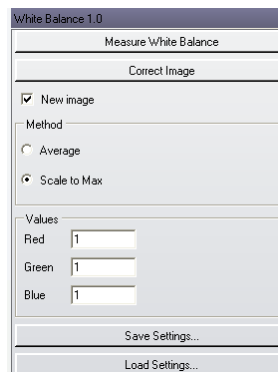 White Balance 1.0
Measure White Balance
Correct Image
New image
Method
Average
Scale to Max
Values
Red 1
Green 1
Blue 1
Save Settings...
Load Settings...